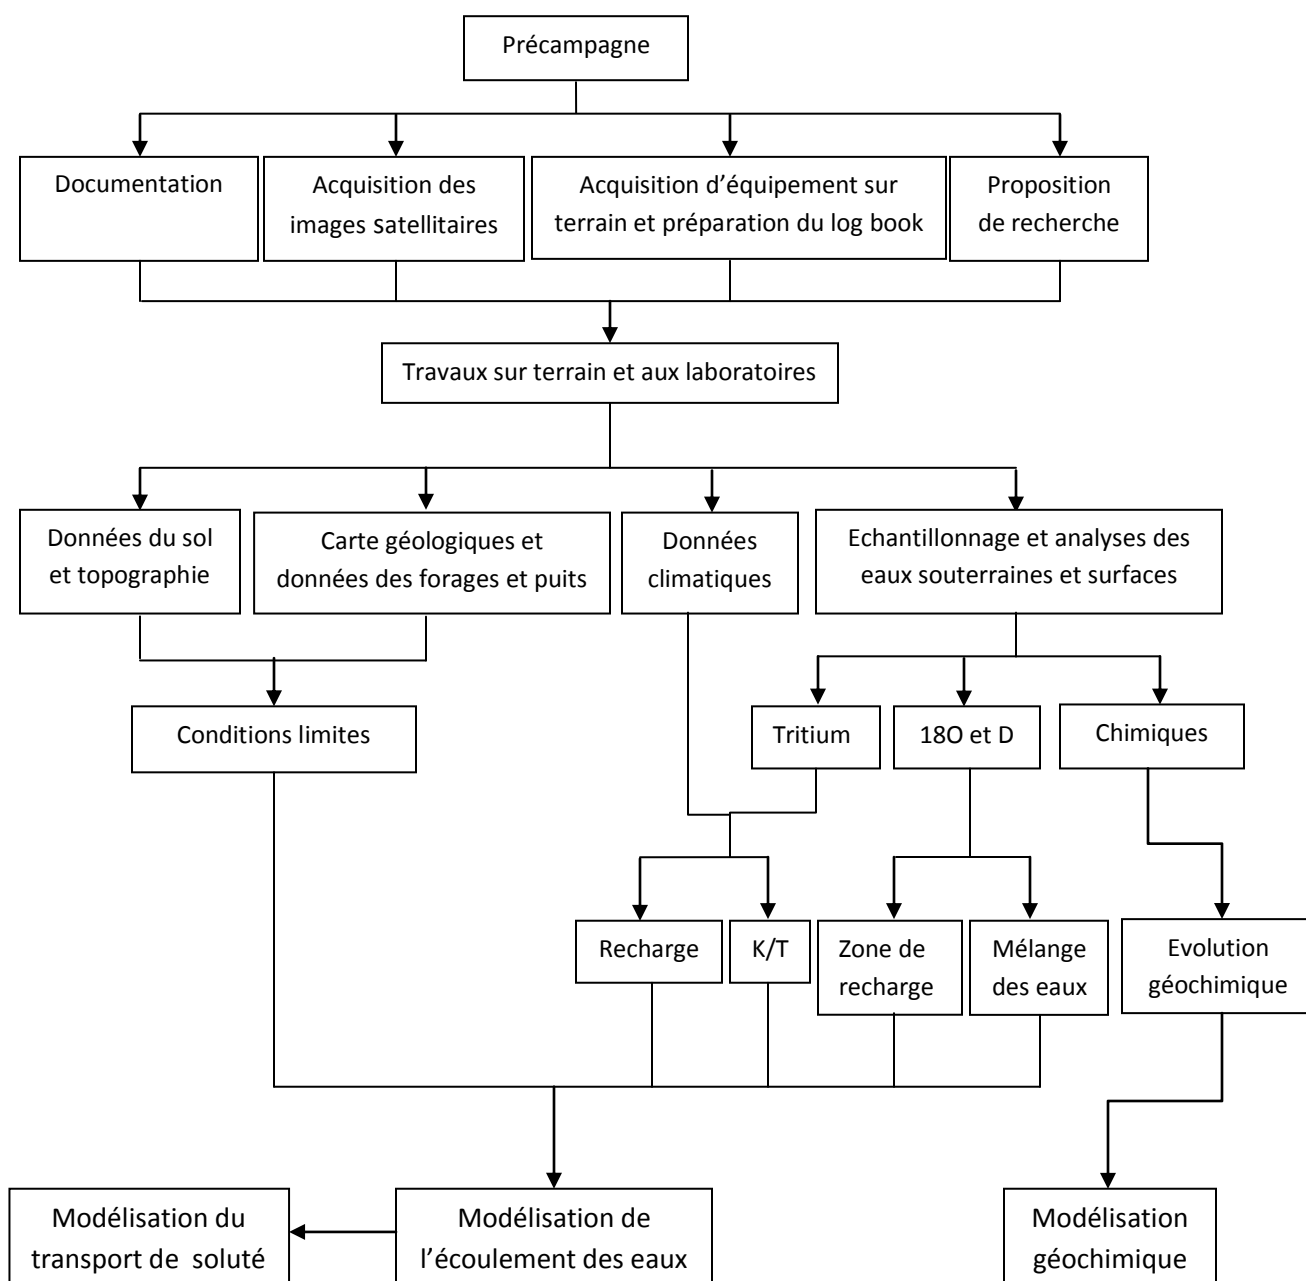 Précampagne
Documentation
Acquisition des
images satellitaires
Acquisition d’équipement sur
terrain et préparation du log book
Proposition
de recherche
Travaux sur terrain et aux laboratoires
Données du sol
et topographie
Carte géologiques et
données des forages et puits
Données
climatiques
Echantillonnage et analyses des
eaux souterraines et surfaces
Conditions limites
Tritium
18O et D
Chimiques
Recharge
K/T
Zone de
recharge
Mélange
des eaux
Evolution
géochimique
Modélisation du
transport de soluté
Modélisation de
l’écoulement des eaux
Modélisation
géochimique